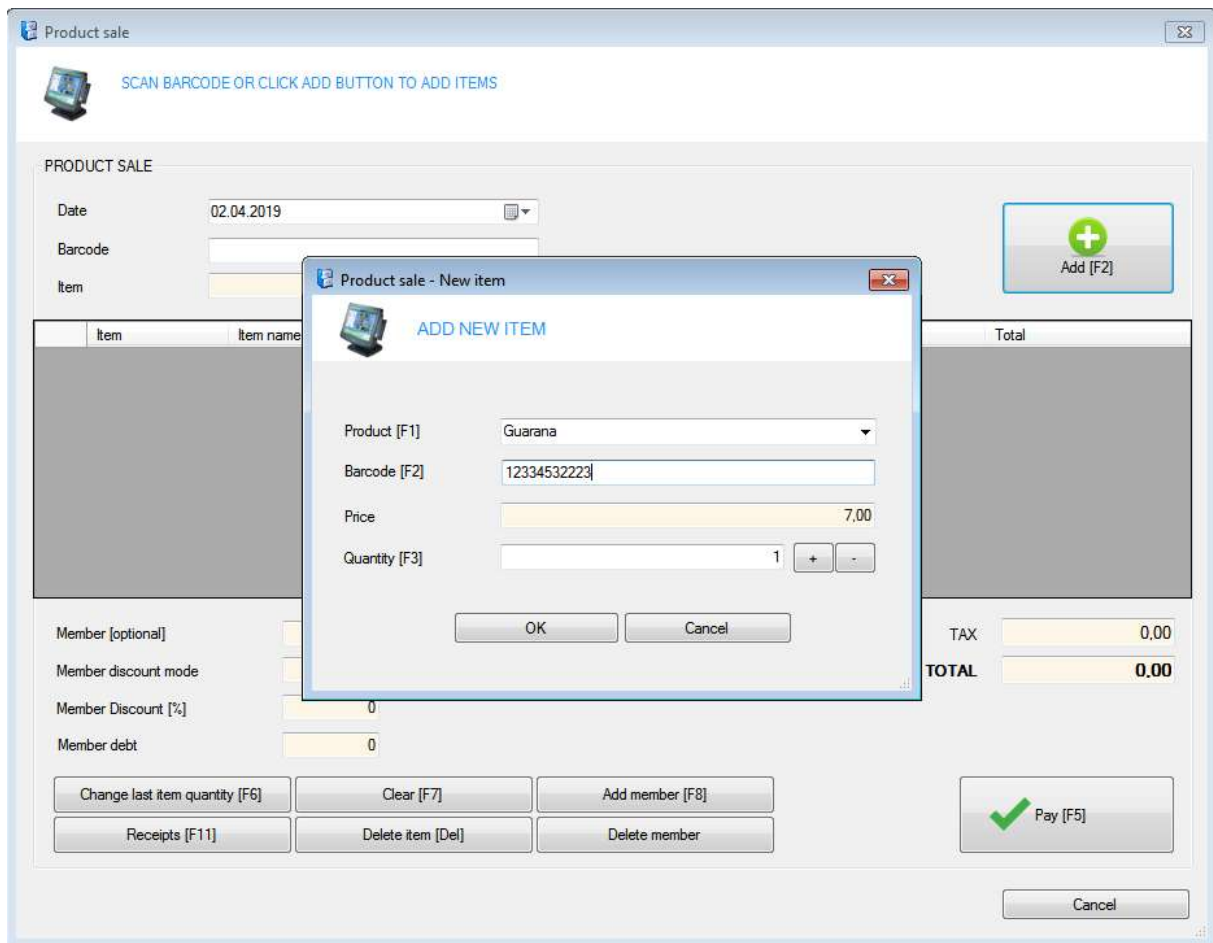 Product sale
SCAN BARCODE OR CLICK ADD BUTTON TO ADD ITEMS
PRODUCT SALE
Date 02.04.2019
Barcode
Add [F2]
Item
Product sale - New item
ADD NEW ITEM
Item Item name Total
Product [F1] Guarana
Barcode [F2] 12334532223
Price 7,00
Quantity [F3] 1 + -
OK Cancel
Member [optional] TAX 0,00
Member discount mode TOTAL 0,00
Member Discount [%] 0
Member debt 0
Change last item quantity [F6] Clear [F7] Add member [F8]
Pay [F5]
Receipts [F11] Delete item [Del] Delete member
Cancel